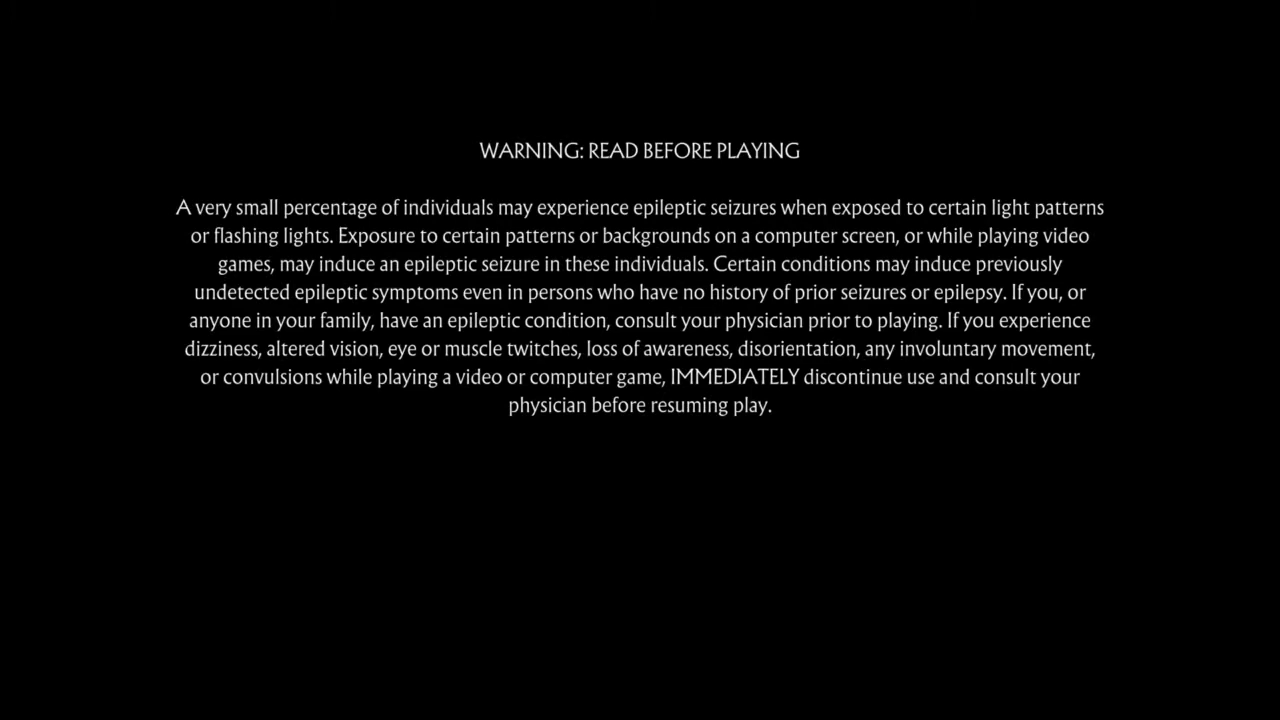 WARNING: READ BEFORE PLAYING
A very small percentage of individuals may experience epileptic seizures when exposed to certain light patterns
or flashing lights. Exposure to certain patterns or backgrounds on a computer screen, or while playing video
games, may induce an epileptic seizure in these individuals. Certain conditions may induce previously
undetected epileptic symptoms even in persons who have no history of prior seizures or epilepsy. If you, or
anyone in your family, have an epileptic condition, consult your physician prior to playing. If you experience
dizziness, altered vision, eye or muscle twitches, loss of awareness, disorientation, any involuntary movement,
or convulsions while playing a video or computer game, IMMEDIATELY discontinue use and consult your
physician before resuming play.